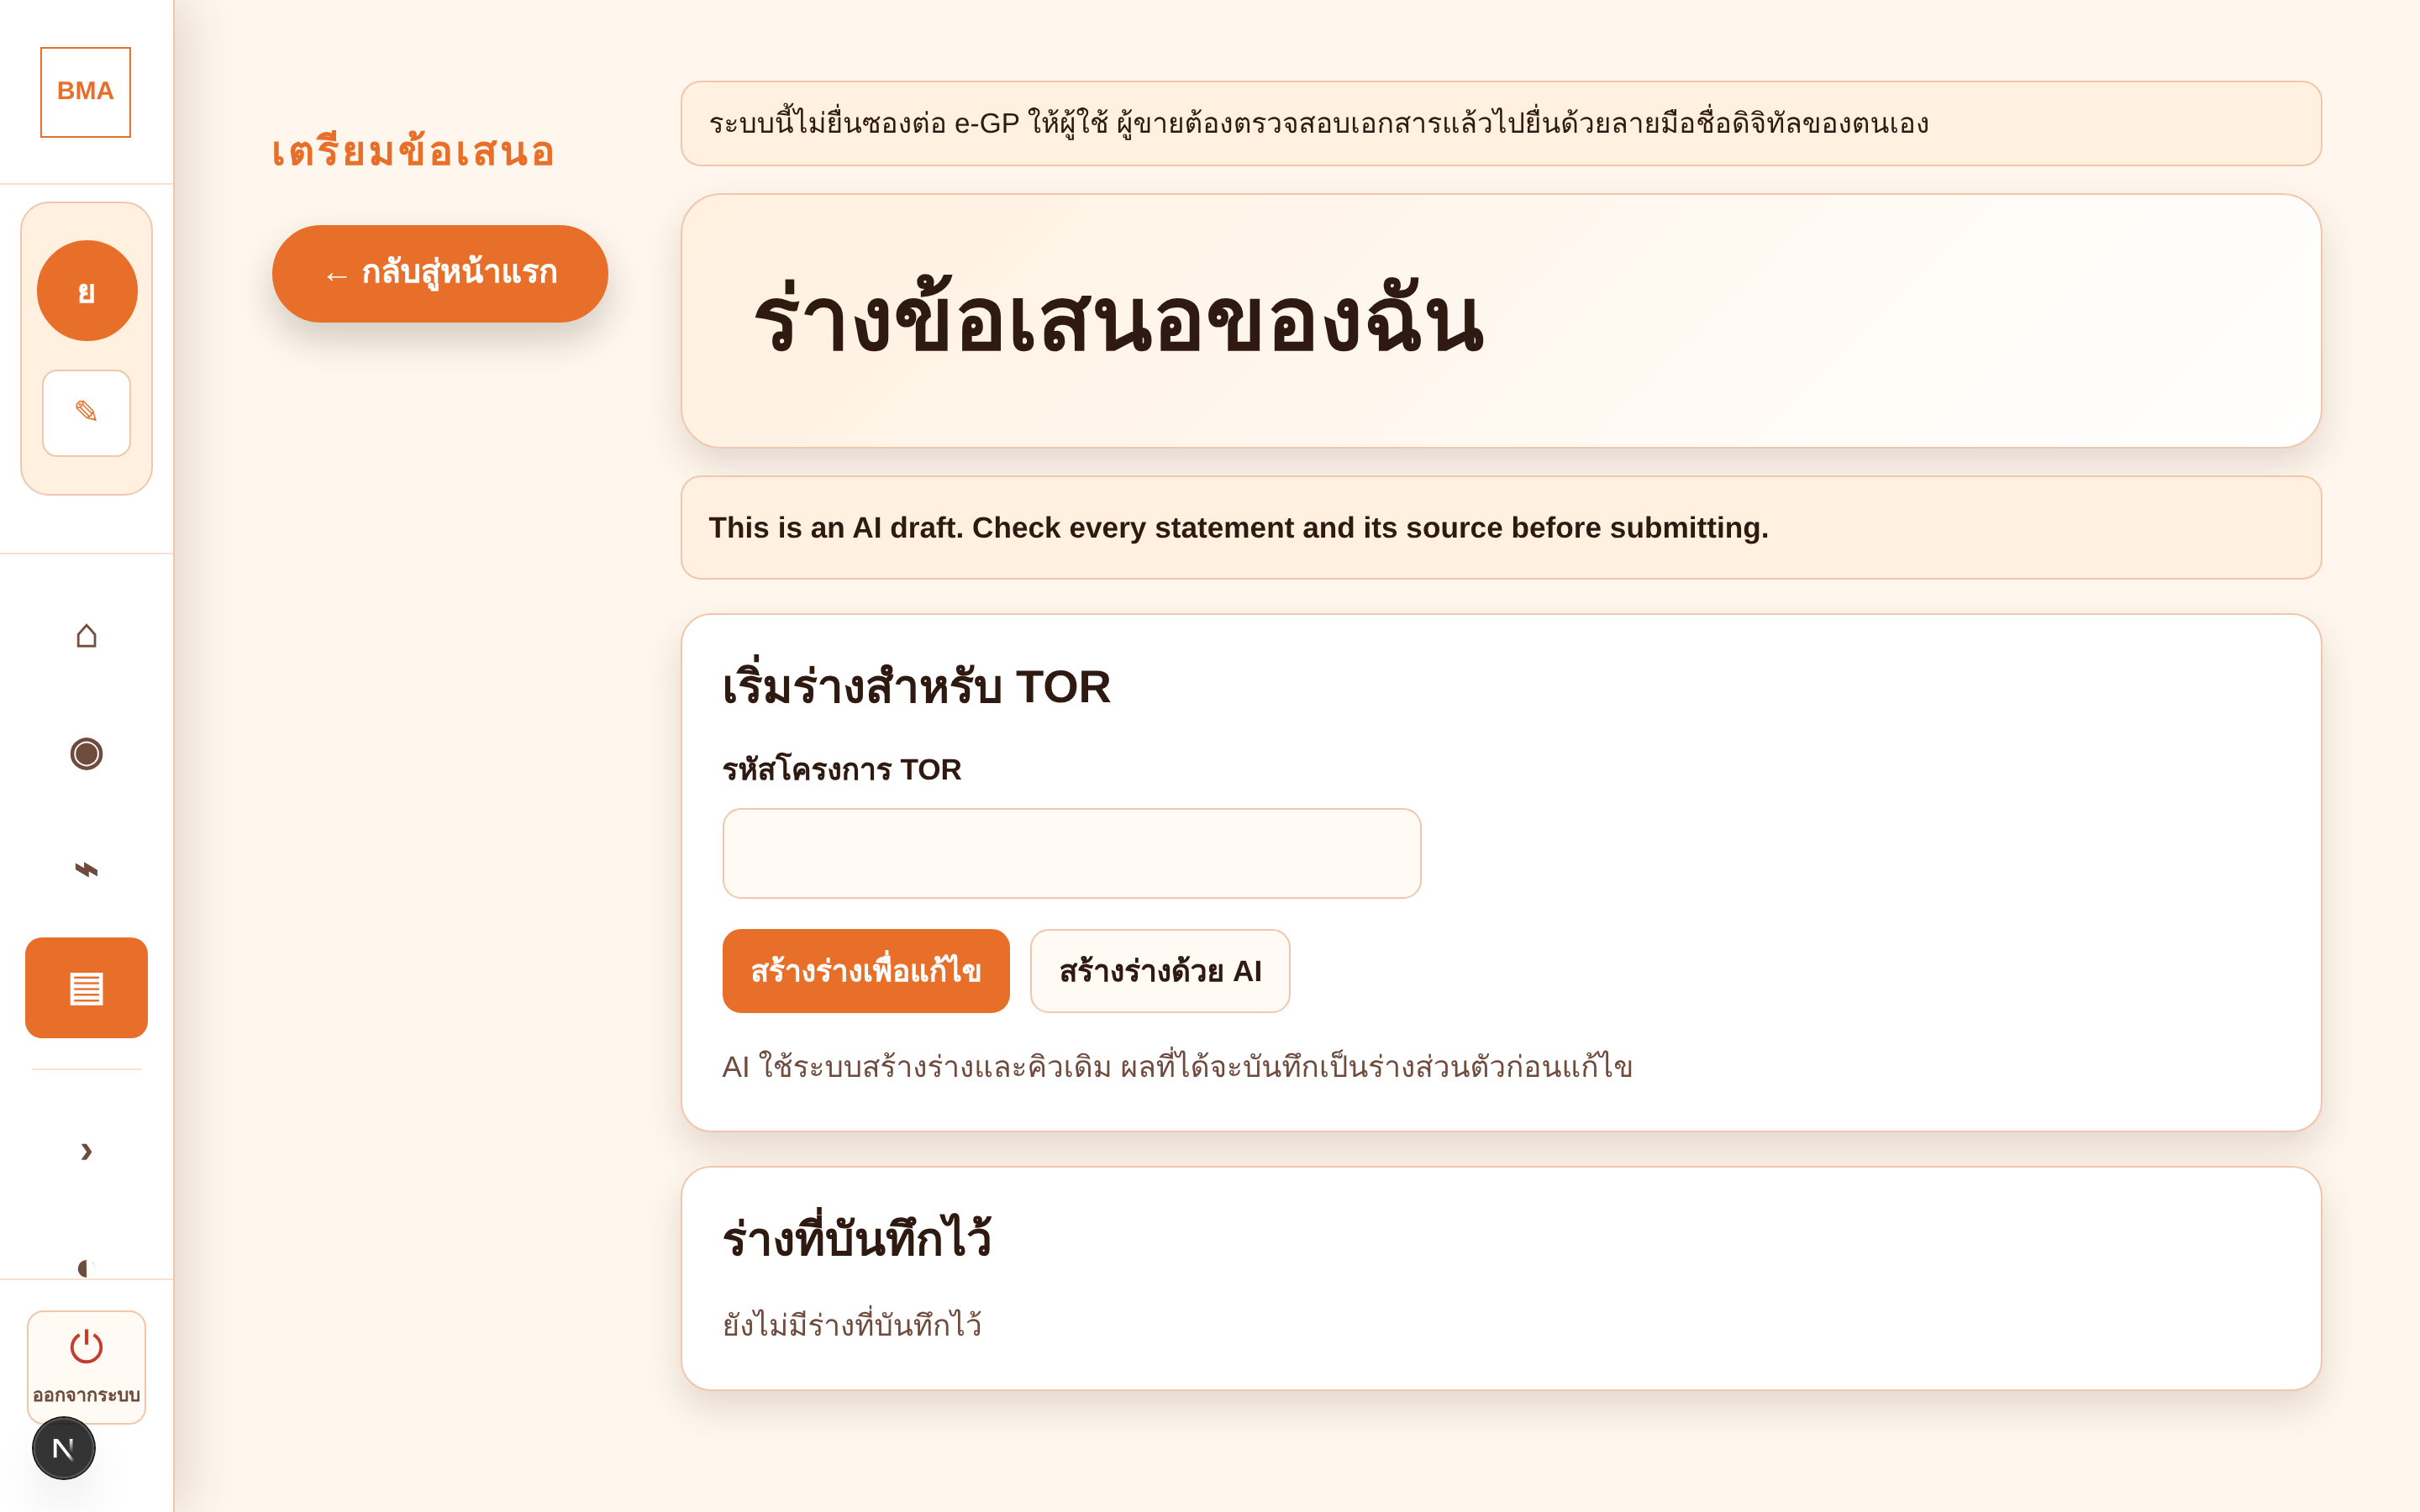 BMA
ย
ออกจากระบบ
N
เตรียมข้อเสนอ
← กลับสู่หน้าแรก
ระบบนี้ไม่ยื่นซองต่อ e-GP ให้ผู้ใช้ ผู้ขายต้องตรวจสอบเอกสารแล้วไปยื่นด้วยลายมือชื่อดิจิทัลของตนเอง
ร่างข้อเสนอของฉัน
This is an AI draft. Check every statement and its source before submitting.
เริ่มร่างสำหรับ TOR
รหัสโครงการ TOR
สร้างร่างเพื่อแก้ไข
สร้างร่างด้วย AI
AI ใช้ระบบสร้างร่างและคิวเดิม ผลที่ได้จะบันทึกเป็นร่างส่วนตัวก่อนแก้ไข
ร่างที่บันทึกไว้
ยังไม่มีร่างที่บันทึกไว้